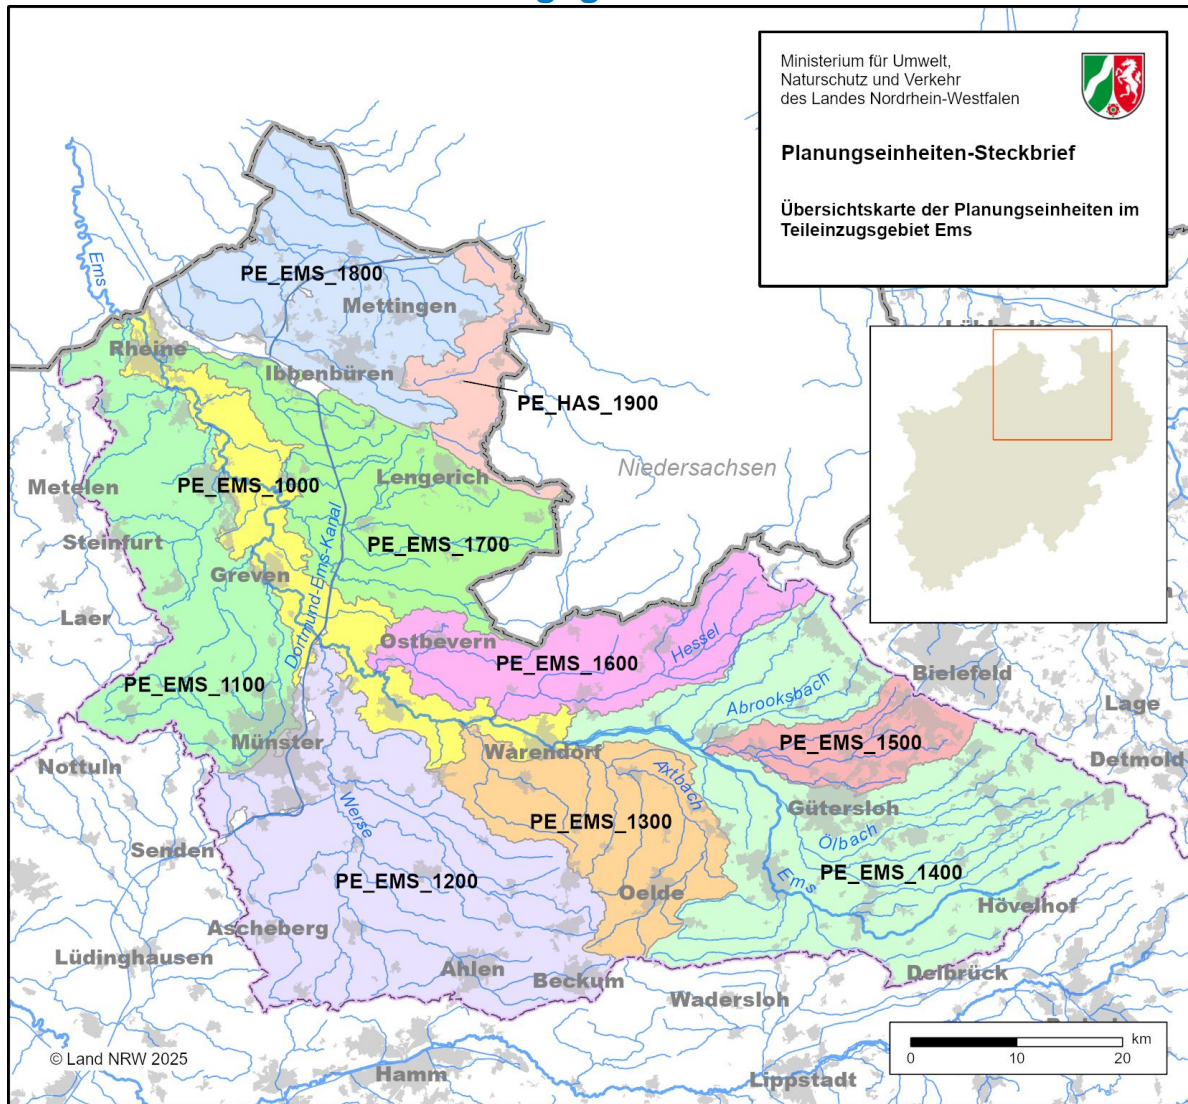 Ministerium für Umwelt,
Naturschutz und Verkehr
des Landes Nordrhein-Westfalen
Planungseinheiten-Steckbrief
Übersichtskarte der Planungseinheiten im
Teileinzugsgebiet Ems
Ems
PE_EMS_1800
Mettingen
Rheine
Ibbenbüren
PE_HAS_1900
Niedersachsen
Metelen
PE_EMS_1000
Lengerich
Steinfurt
PE_EMS_1700
Greven
Dortmund-Ems-Kanal
Laer
Ostbevern
PE_EMS_1600
Hessel
Bielefeld
PE_EMS_1100
Abrooksbach
Lage
Münster
Warendorf
PE_EMS_1500
Detmold
Nottuln
Axtbach
Werse
PE_EMS_1300
Gütersloh
Ölbach
Senden
PE_EMS_1200
Ems
PE_EMS_1400
Oelde
Hövelhof
Ascheberg
Lüdinghausen
Ahlen
Beckum
Delbrück
Wadersloh
km
0 10 20
© Land NRW 2025
Hamm
Lippstadt